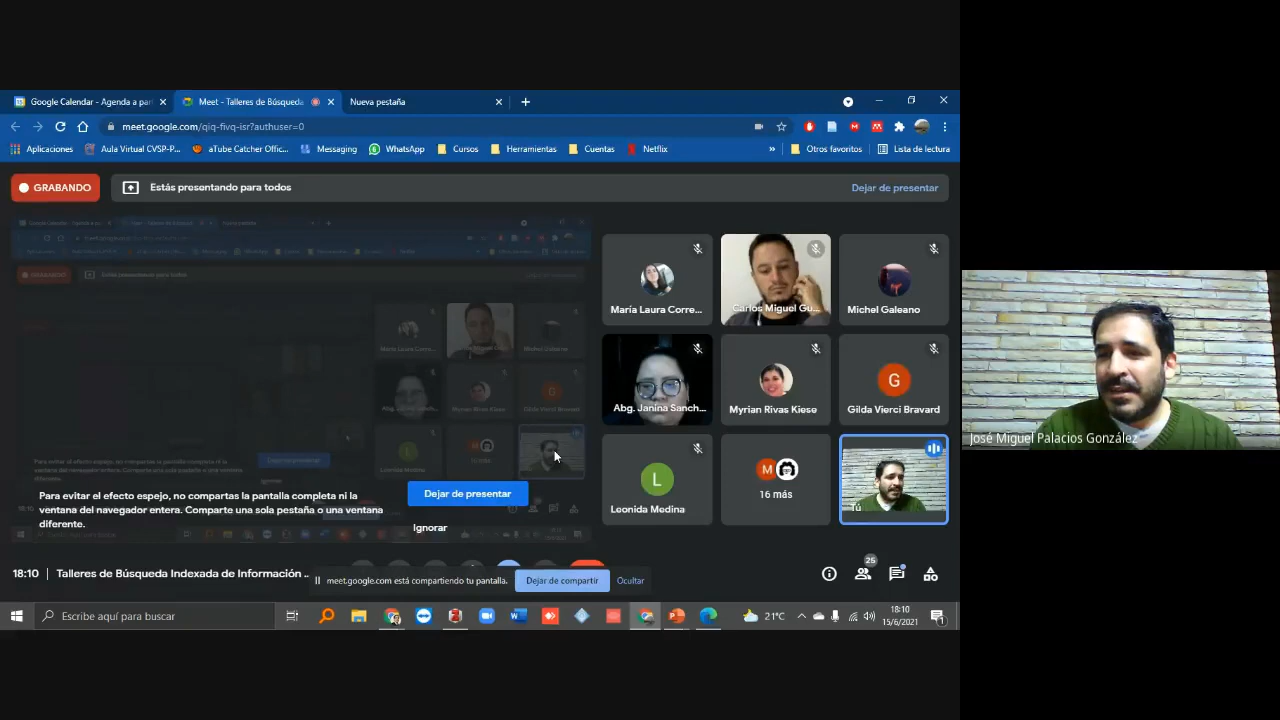 Google Calendar - Agenda a par
Meet - Talleres de Búsqueda
Nueva pestaña
meet.google.com/qiq-fivq-isr?authuser=0
Aplicaciones
Aula Virtual CVSP-P...
aTube Catcher Offic...
Messaging
WhatsApp
Cursos
Herramientas
Cuentas
Netflix
»
Otros favoritos
Lista de lectura
GRABANDO
Estás presentando para todos
Dejar de presentar
María Laura Corre...
Carlos Miguel Gu...
Michel Galeano
Abg. Janina Sanch...
Myrian Rivas Kiese
G
Gilda Vierci Bravard
L
Leonida Medina
M
16 más
Tú
José Miguel Palacios González
Para evitar el efecto espejo, no compartas la pantalla completa ni la
ventana del navegador entera. Comparte una sola pestaña o una ventana
diferente.
Dejar de presentar
Ignorar
18:10
Talleres de Búsqueda Indexada de Información ...
meet.google.com está compartiendo tu pantalla.
Dejar de compartir
Ocultar
25
Escribe aquí para buscar
21°C
18:10
15/6/2021
1